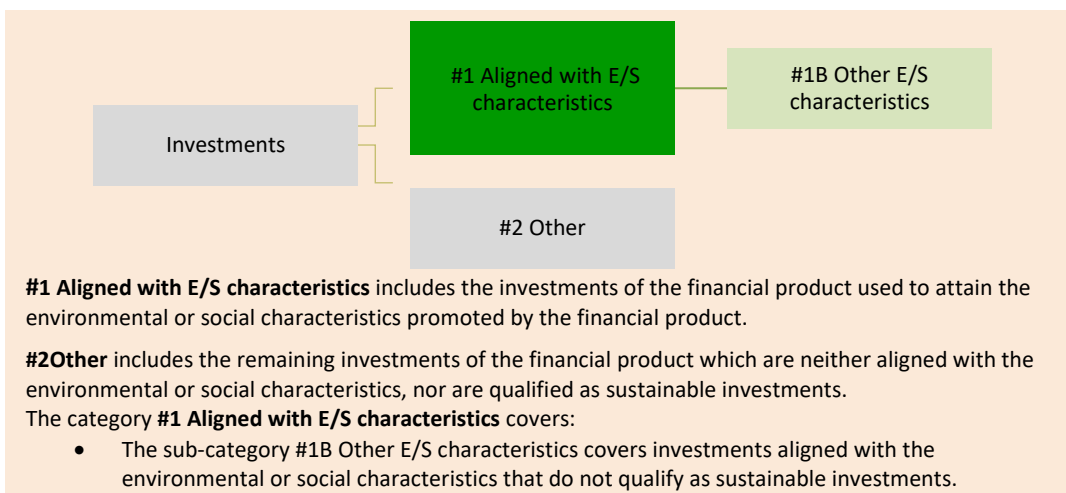 #1 Aligned with E/S
characteristics
#1B Other E/S
characteristics
Investments
#2 Other
#1 Aligned with E/S characteristics includes the investments of the financial product used to attain the
environmental or social characteristics promoted by the financial product.
#2Other includes the remaining investments of the financial product which are neither aligned with the
environmental or social characteristics, nor are qualified as sustainable investments.
The category #1 Aligned with E/S characteristics covers:
• The sub-category #1B Other E/S characteristics covers investments aligned with the
environmental or social characteristics that do not qualify as sustainable investments.